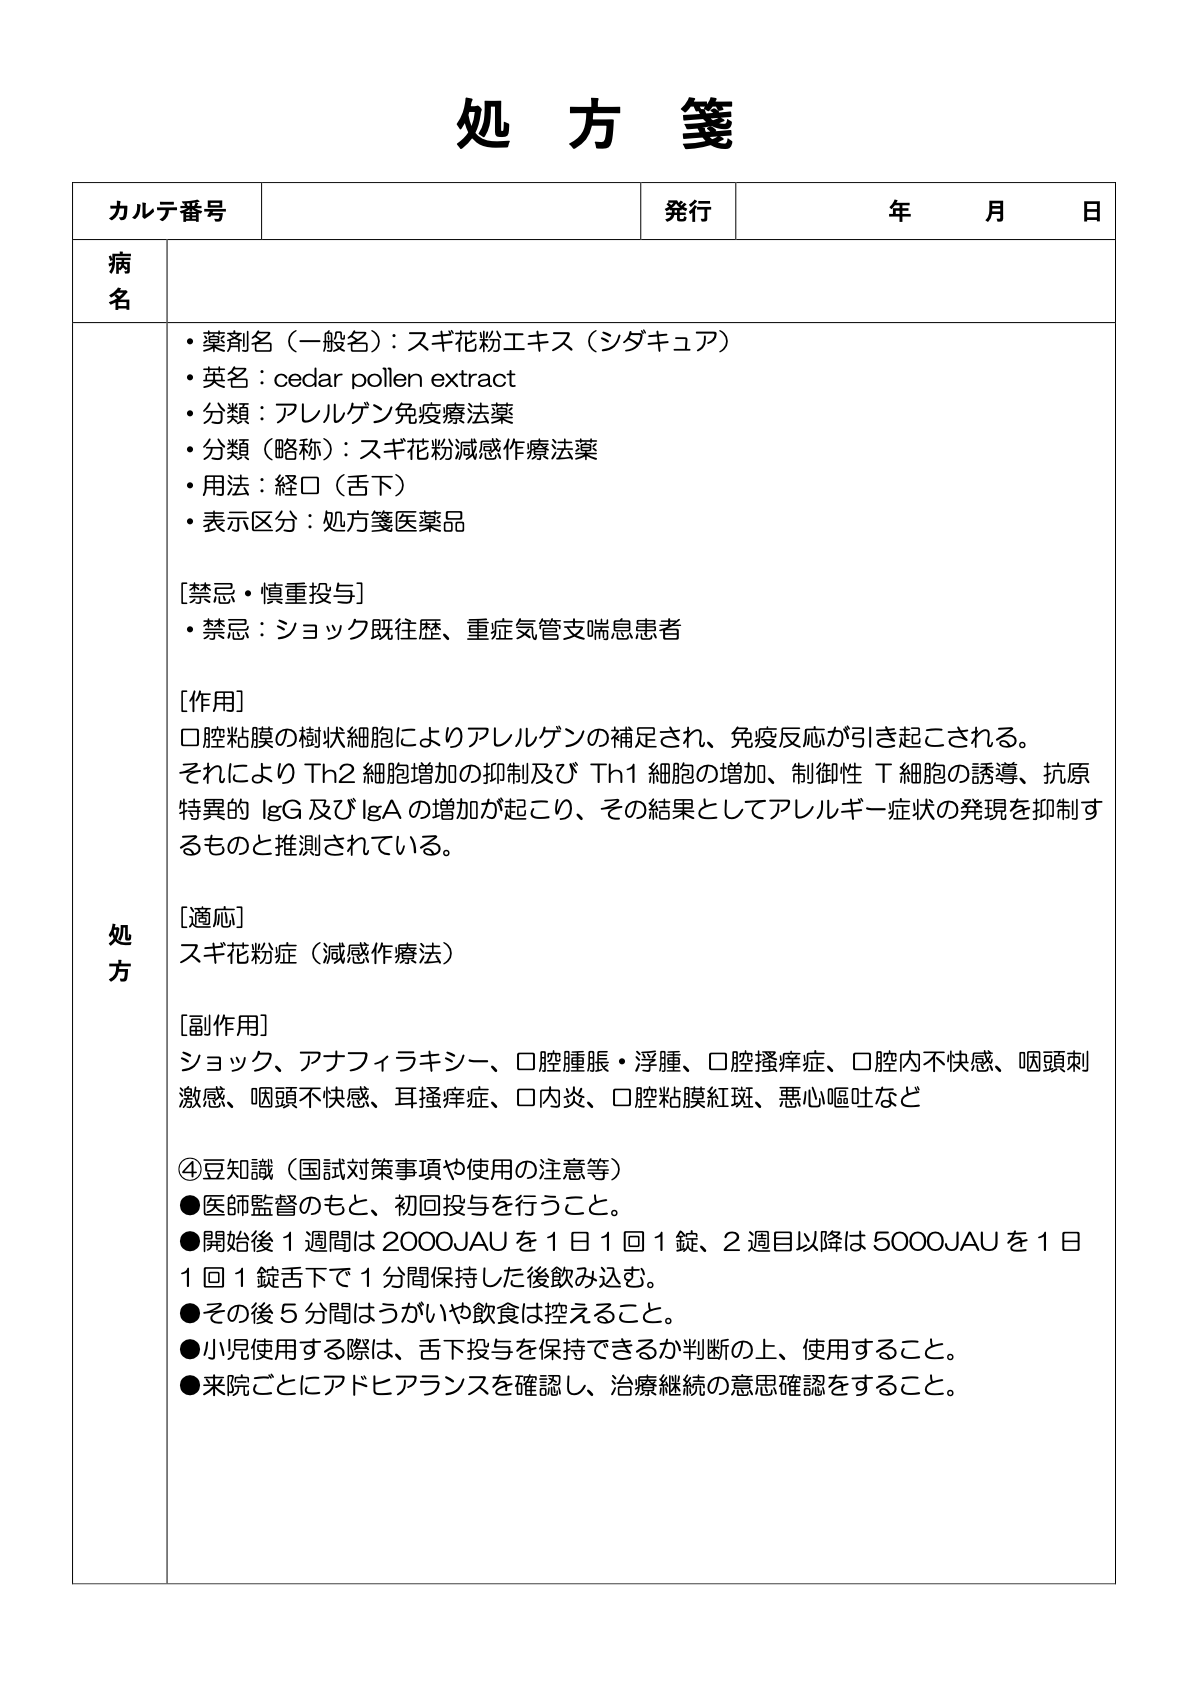 処 方 箋
カルテ番号 発行 年 月 日
病
名
・薬剤名（一般名）：スギ花粉エキス（シダキュア）
・英名：cedar pollen extract
・分類：アレルゲン免疫療法薬
・分類（略称）：スギ花粉減感作療法薬
・用法：経口（舌下）
・表示区分：処方箋医薬品
[禁忌・慎重投与]
・禁忌：ショック既往歴、重症気管支喘息患者
[作用]
口腔粘膜の樹状細胞によりアレルゲンの補足され、免疫反応が引き起こされる。
それにより Th2 細胞増加の抑制及び Th1 細胞の増加、制御性 T 細胞の誘導、抗原
特異的 IgG 及び IgA の増加が起こり、その結果としてアレルギー症状の発現を抑制す
るものと推測されている。
[適応]
スギ花粉症（減感作療法）
処
方
[副作用]
ショック、アナフィラキシー、口腔腫脹・浮腫、口腔搔痒症、口腔内不快感、咽頭刺
激感、咽頭不快感、耳搔痒症、口内炎、口腔粘膜紅斑、悪心嘔吐など
④豆知識（国試対策事項や使用の注意等）
●医師監督のもと、初回投与を行うこと。
●開始後 1 週間は 2000JAU を 1 日 1 回 1 錠、2 週目以降は 5000JAU を 1 日
1 回 1 錠舌下で 1 分間保持した後飲み込む。
●その後 5 分間はうがいや飲食は控えること。
●小児使用する際は、舌下投与を保持できるか判断の上、使用すること。
●来院ごとにアドヒアランスを確認し、治療継続の意思確認をすること。